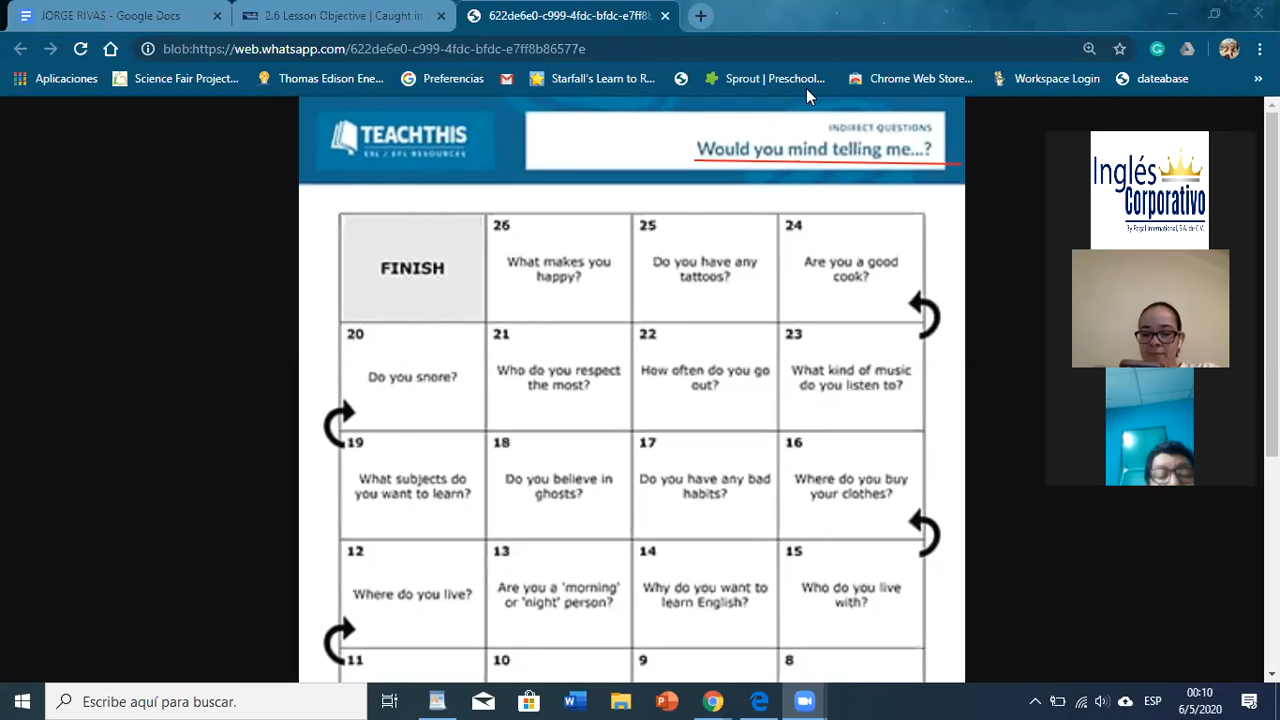 JORGE RIVAS - Google Docs
2.6 Lesson Objective | Caught in
622de6e0-c999-4fdc-bfdc-e7ff8b
blob:https://web.whatsapp.com/622de6e0-c999-4fdc-bfdc-e7ff8b86577e
Aplicaciones
Science Fair Project...
Thomas Edison Ene...
Preferencias
Starfall's Learn to R...
Sprout | Preschool...
Chrome Web Store...
Workspace Login
dateabase
»
TEACHTHIS
ESL / EFL RESOURCES
INDIRECT QUESTIONS
Would you mind telling me...?
FINISH
26
What makes you
happy?
25
Do you have any
tattoos?
24
Are you a good
cook?
20
Do you snore?
21
Who do you respect
the most?
22
How often do you go
out?
23
What kind of music
do you listen to?
19
What subjects do
you want to learn?
18
Do you believe in
ghosts?
17
Do you have any bad
habits?
16
Where do you buy
your clothes?
12
Where do you live?
13
Are you a 'morning'
or 'night' person?
14
Why do you want to
learn English?
15
Who do you live
with?
11
10
9
8
Inglés
Corporativo
By Regal International, S.A. de C.V.
Escribe aquí para buscar.
ESP
00:10
6/5/2020